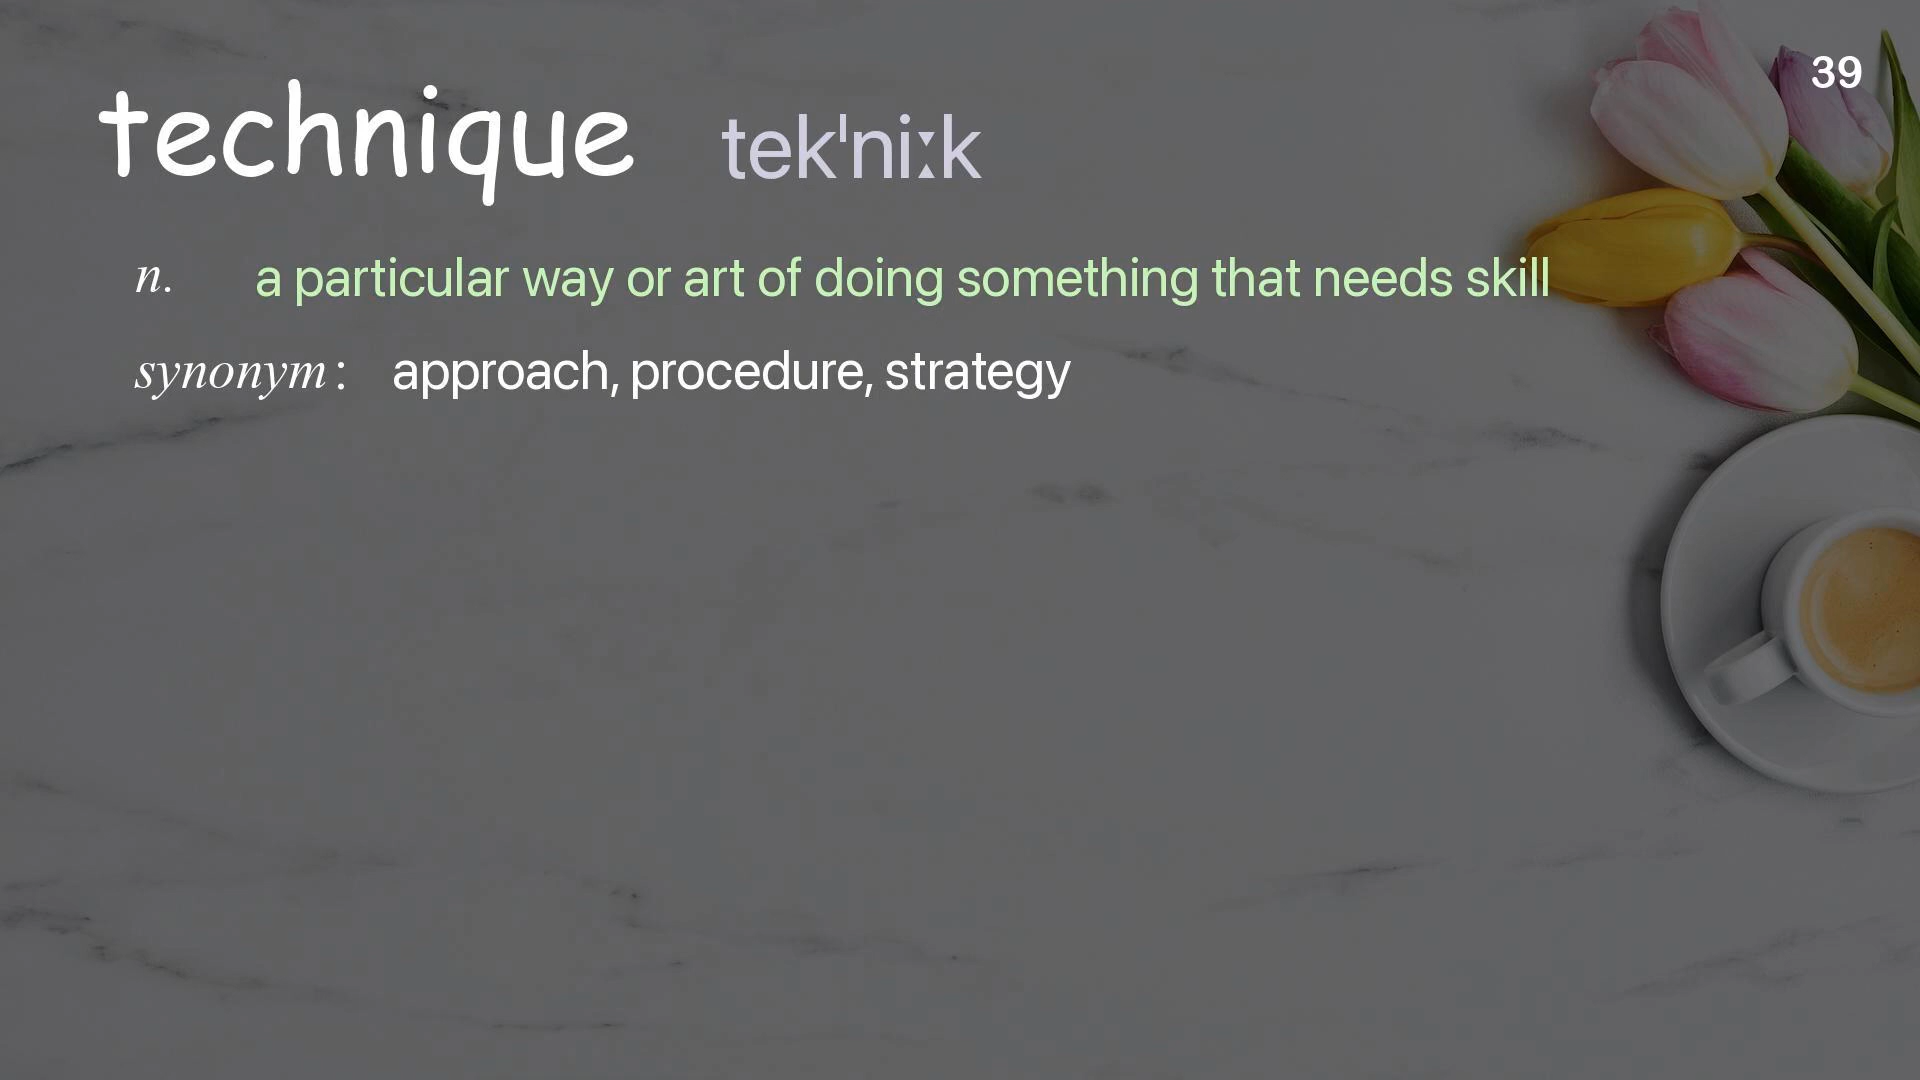 39
technique tekˈniːk
n. a particular way or art of doing something that needs skill
synonym: approach, procedure, strategy